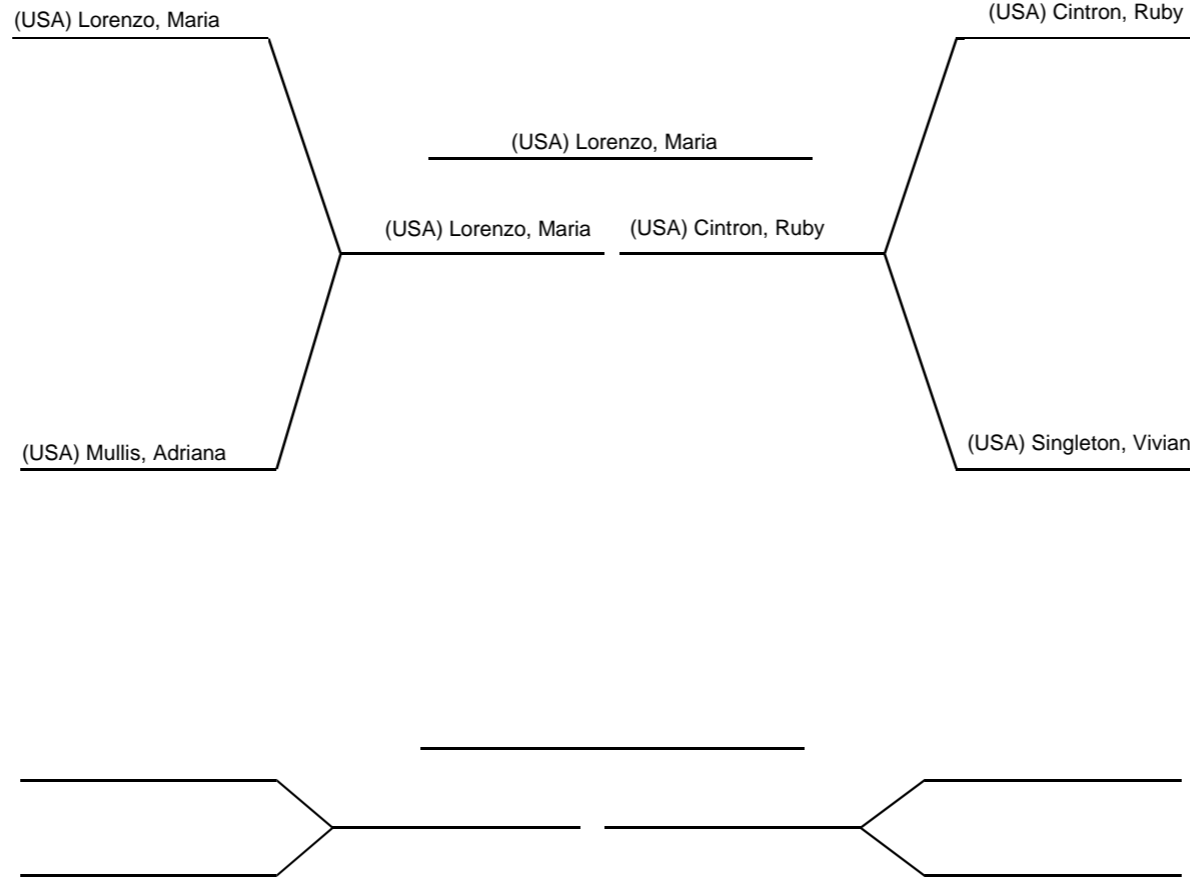 (USA) Lorenzo, Maria
(USA) Cintron, Ruby
(USA) Lorenzo, Maria
(USA) Lorenzo, Maria
(USA) Cintron, Ruby
(USA) Mullis, Adriana
(USA) Singleton, Vivian